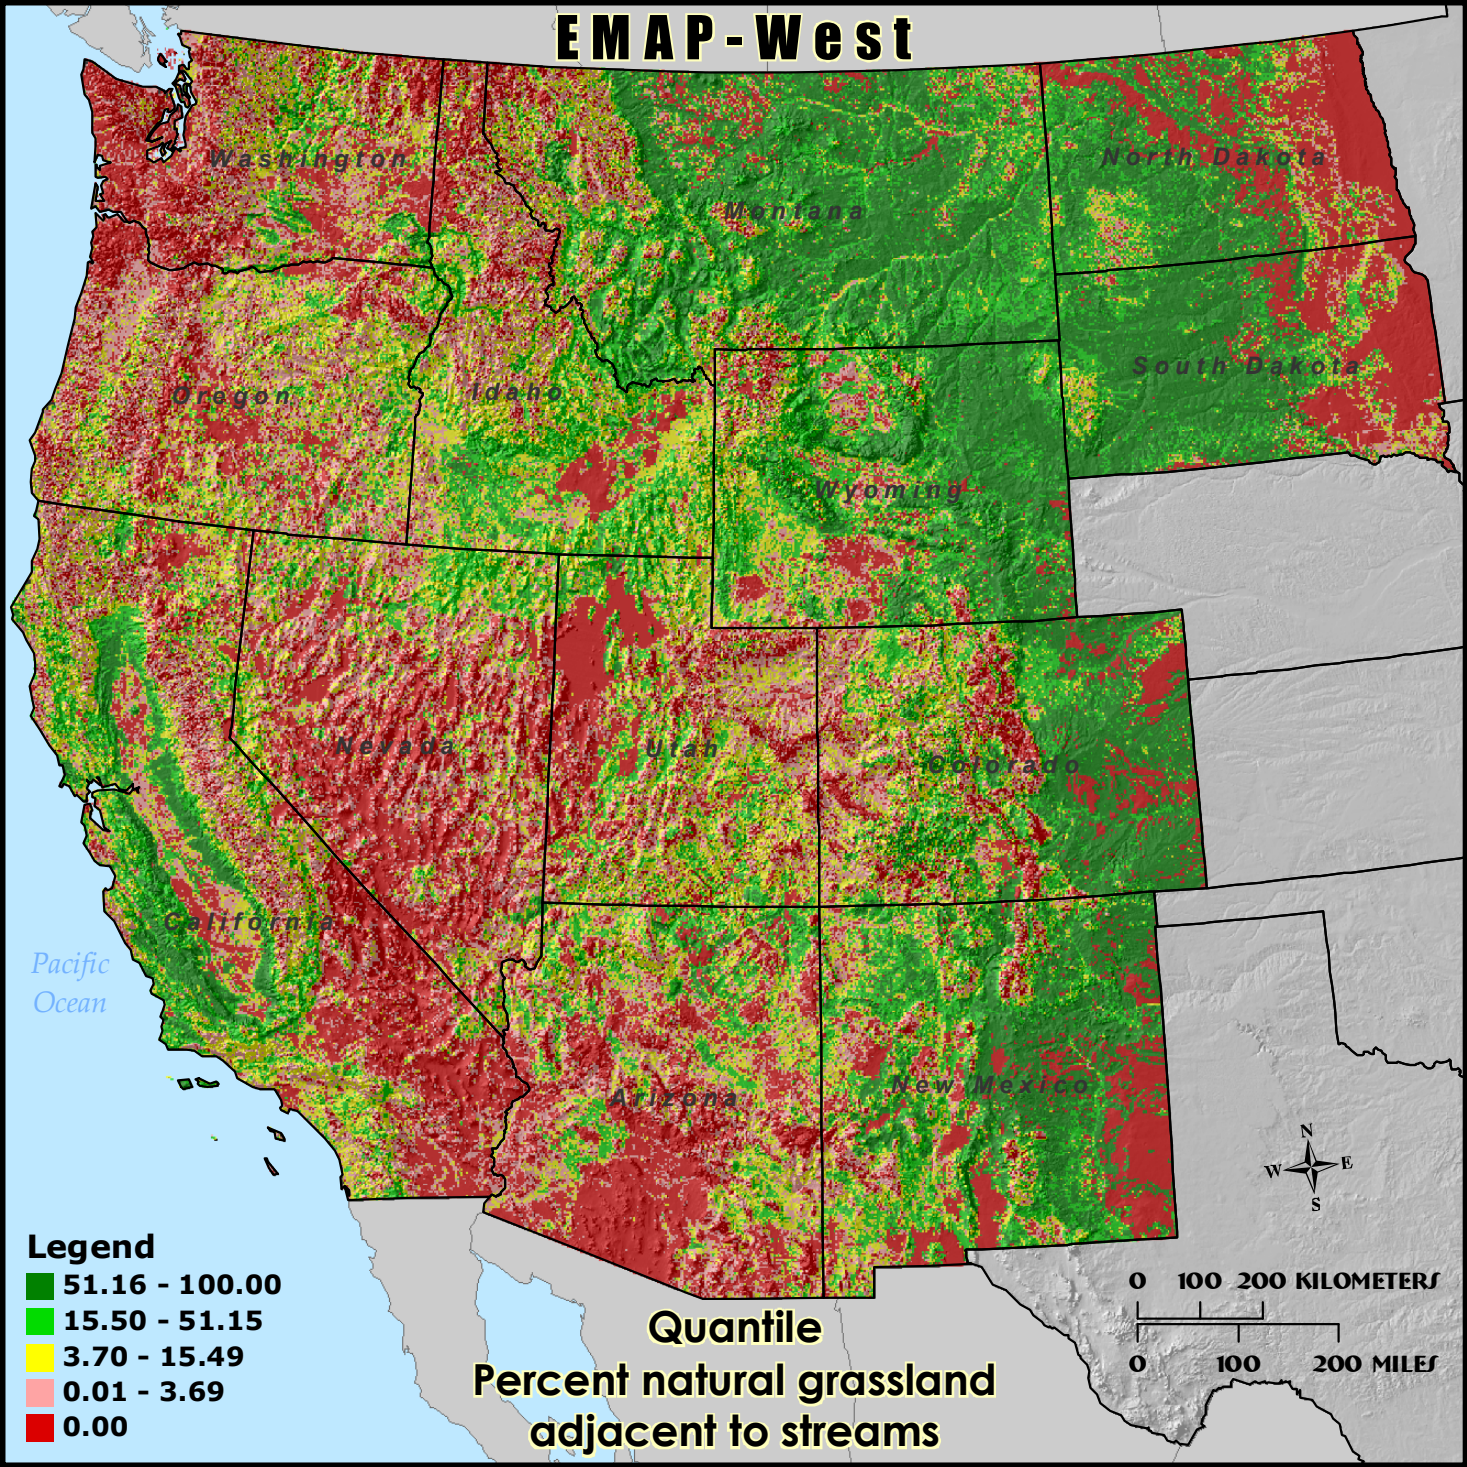 EMAP-West
Washington
North Dakota
Montana
South Dakota
Oregon
Idaho
Wyoming
Nevada
Utah
Colorado
California
Pacific
Ocean
Arizona
New Mexico
N
W E
S
Legend
51.16 - 100.00
15.50 - 51.15
3.70 - 15.49
0.01 - 3.69
0.00
Quantile
Percent natural grassland
adjacent to streams
0 100 200 KILOMETERS
0 100 200 MILES